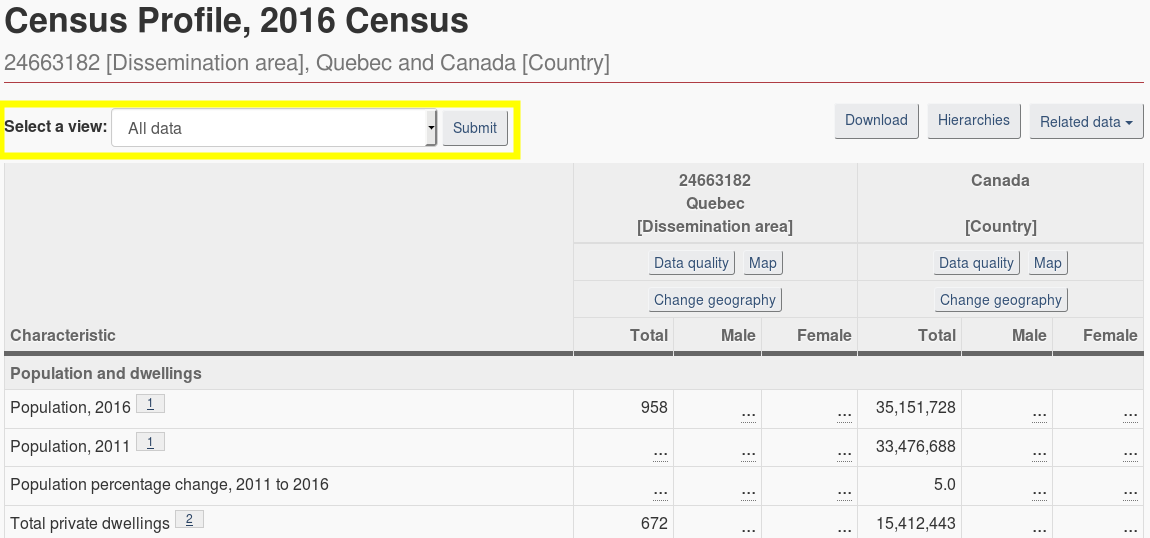 Census Profile, 2016 Census
24663182 [Dissemination area], Quebec and Canada [Country]
Select a view: All data Submit Download Hierarchies Related data
24663182 Canada
Quebec
[Dissemination area] [Country]
Data quality Map Data quality Map
Change geography Change geography
Characteristic Total Male Female Total Male Female
Population and dwellings
Population, 2016 1 958 ... ... 35,151,728 ... ...
Population, 2011 1 ... ... ... 33,476,688 ... ...
Population percentage change, 2011 to 2016 ... ... ... 5.0 ... ...
Total private dwellings 2 672 ... ... 15,412,443 ... ...